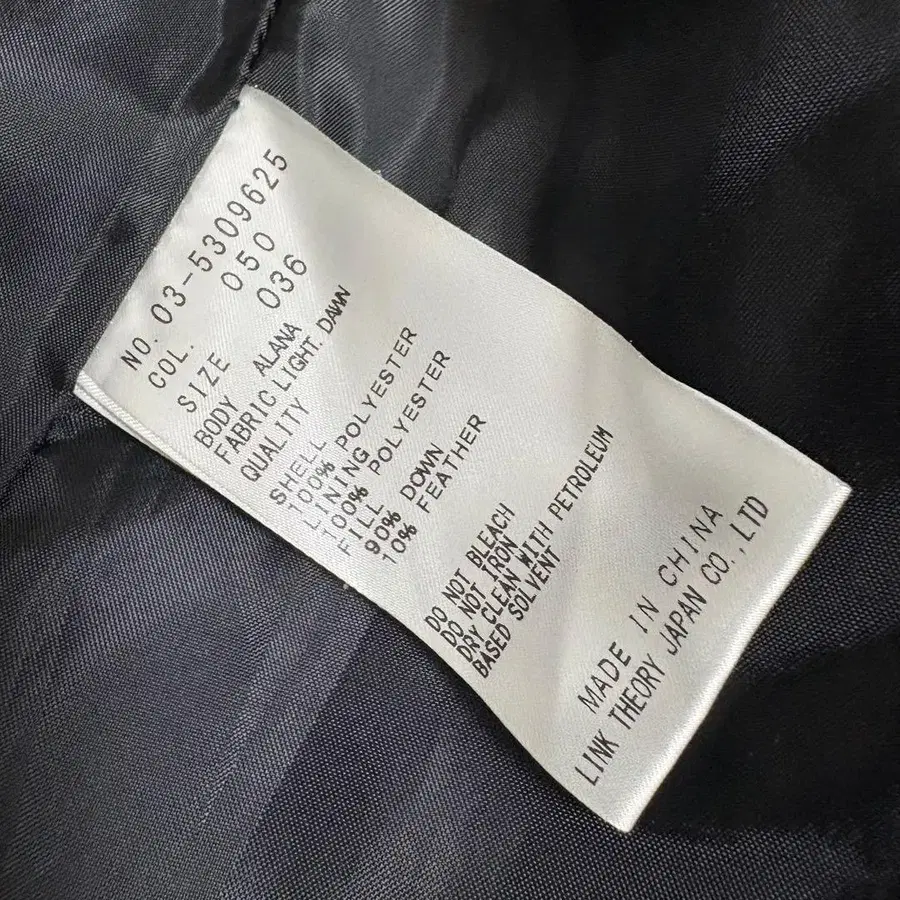 NO. 03-5309625
COL. 050
SIZE 036
BODY ALANA
FABRIC LIGHT. DAWN
QUALITY
SHELL
100% POLYESTER
LINING
100% POLYESTER
FILL
90% DOWN
10% FEATHER
DO NOT BLEACH
DO NOT IRON
DRY CLEAN WITH PETROLEUM
BASED SOLVENT
MADE IN CHINA
LINK THEORY JAPAN CO.,LTD